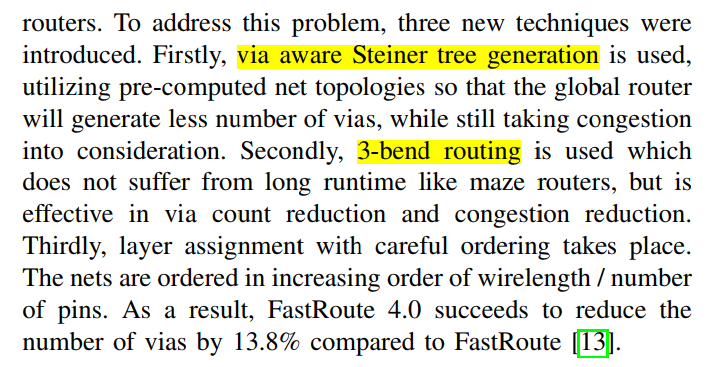 routers. To address this problem, three new techniques were
introduced. Firstly, via aware Steiner tree generation is used,
utilizing pre-computed net topologies so that the global router
will generate less number of vias, while still taking congestion
into consideration. Secondly, 3-bend routing is used which
does not suffer from long runtime like maze routers, but is
effective in via count reduction and congestion reduction.
Thirdly, layer assignment with careful ordering takes place.
The nets are ordered in increasing order of wirelength / number
of pins. As a result, FastRoute 4.0 succeeds to reduce the
number of vias by 13.8% compared to FastRoute [13].